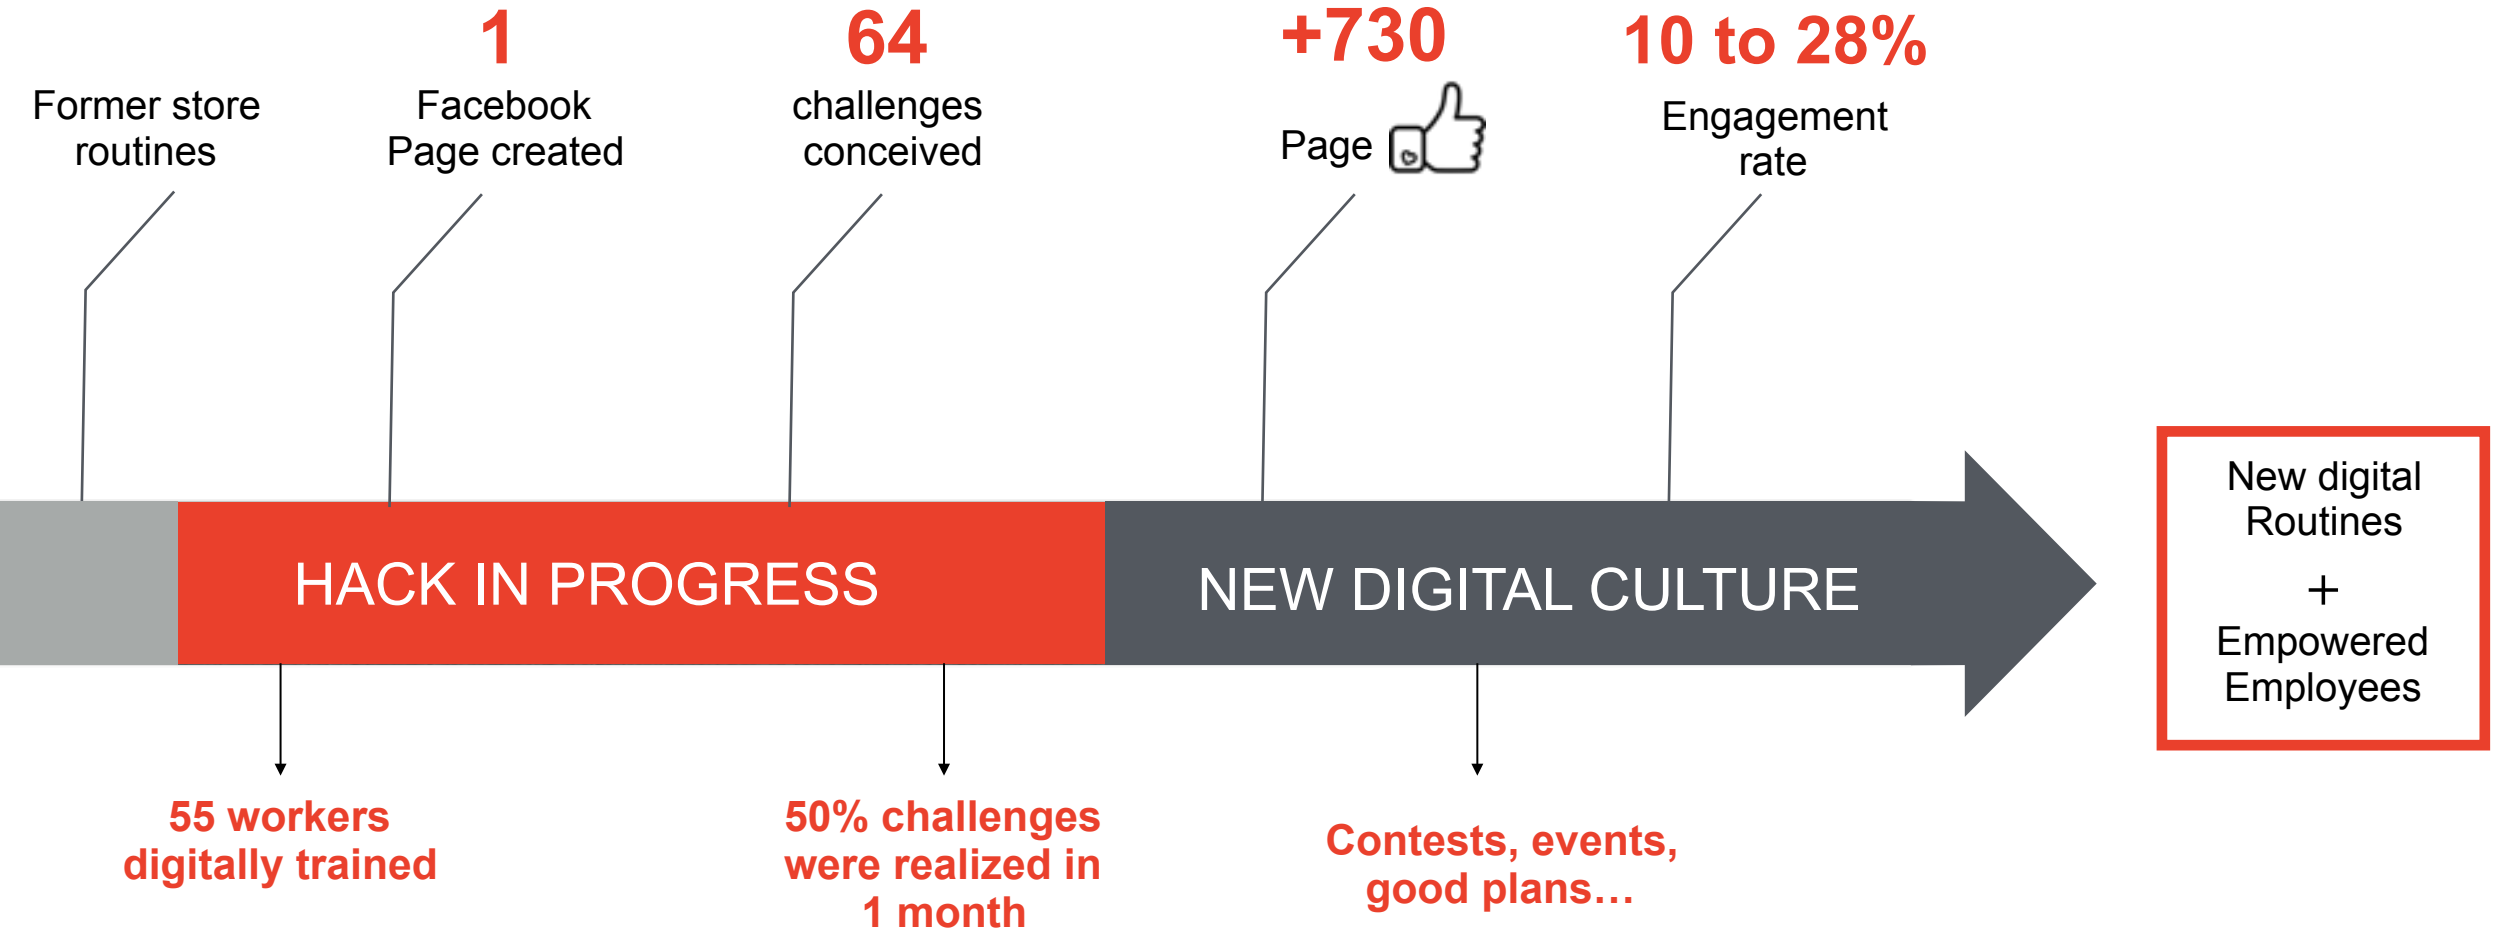 Former store
routines
1
Facebook
Page created
64
challenges
conceived
+730
Page
10 to 28%
Engagement
rate
HACK IN PROGRESS
NEW DIGITAL CULTURE
New digital
Routines
+
Empowered
Employees
55 workers
digitally trained
50% challenges
were realized in
1 month
Contests, events,
good plans…